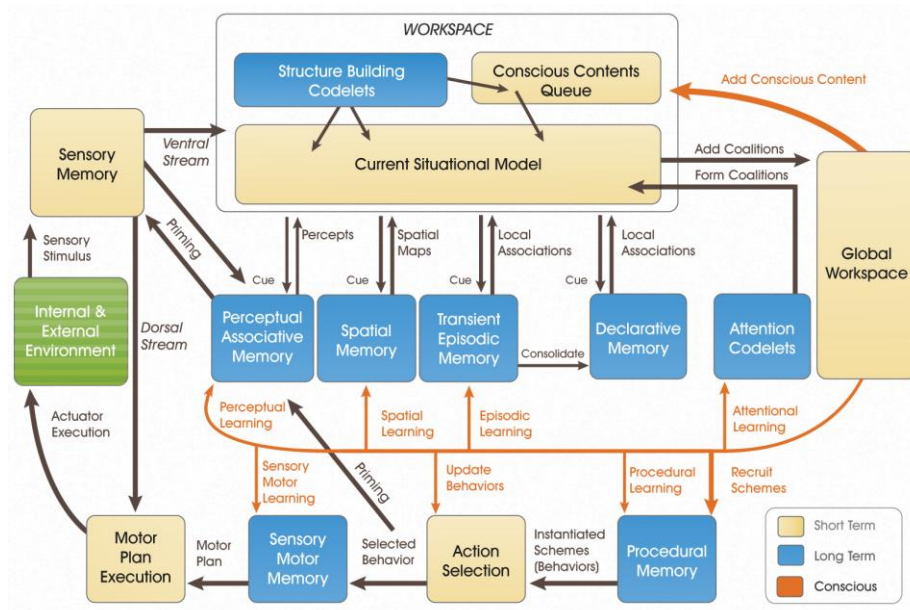 WORKSPACE
Structure Building
Codelets
Conscious Contents
Queue
Add Conscious Content
Ventral
Stream
Sensory
Memory
Current Situational Model
Add Coalitions
Form Coalitions
Global
Workspace
Priming
Sensory
Stimulus
Percepts
Spatial
Maps
Local
Associations
Local
Associations
Cue
Cue
Cue
Cue
Internal &
External
Environment
Dorsal
Stream
Perceptual
Associative
Memory
Spatial
Memory
Transient
Episodic
Memory
Consolidate
Declarative
Memory
Attention
Codelets
Actuator
Execution
Perceptual
Learning
Spatial
Learning
Episodic
Learning
Attentional
Learning
Sensory
Motor
Learning
Priming
Update
Behaviors
Procedural
Learning
Recruit
Schemes
Motor
Plan
Execution
Motor
Plan
Sensory
Motor
Memory
Selected
Behavior
Action
Selection
Instantiated
Schemes
(Behaviors)
Procedural
Memory
Short Term
Long Term
Conscious